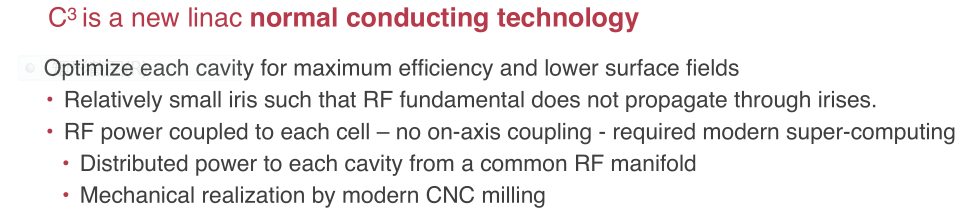 C³ is a new linac normal conducting technology
Optimize each cavity for maximum efficiency and lower surface fields
• Relatively small iris such that RF fundamental does not propagate through irises.
• RF power coupled to each cell – no on-axis coupling - required modern super-computing
• Distributed power to each cavity from a common RF manifold
• Mechanical realization by modern CNC milling